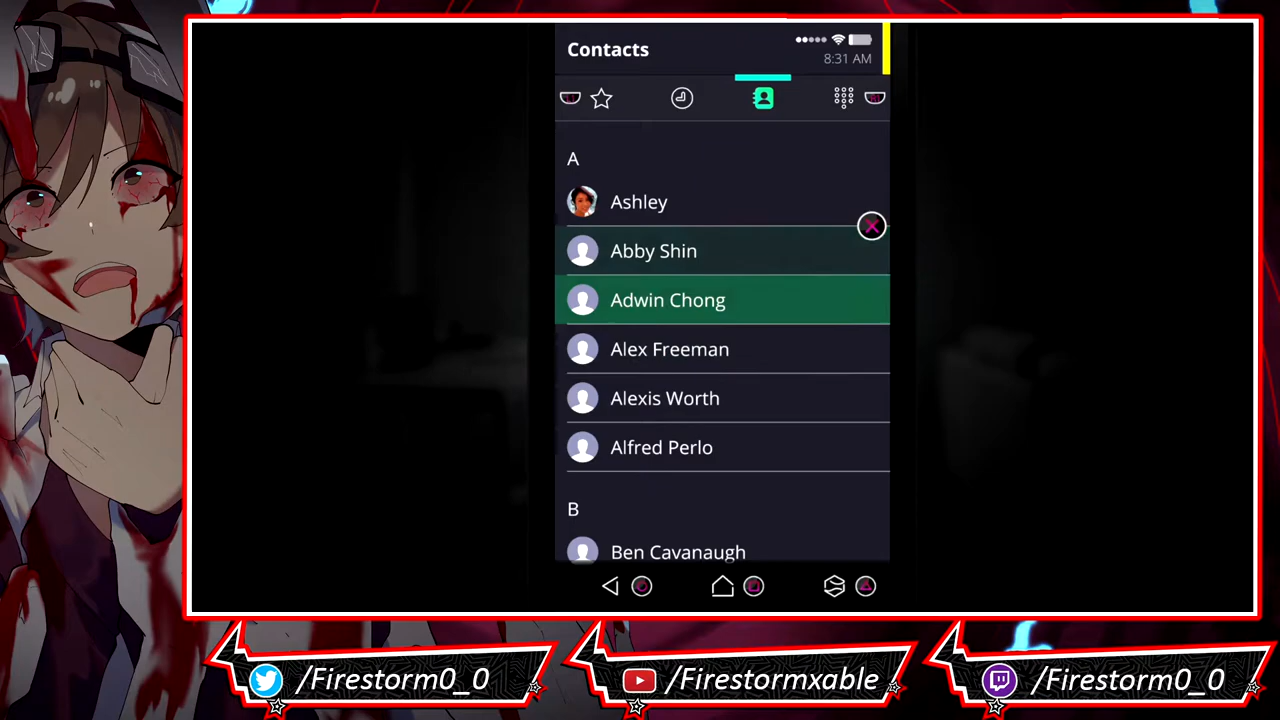 Contacts
8:31 AM
A
Ashley
Abby Shin
Adwin Chong
Alex Freeman
Alexis Worth
Alfred Perlo
B
Ben Cavanaugh
/Firestorm0_0
/Firestormxable
/Firestorm0_0